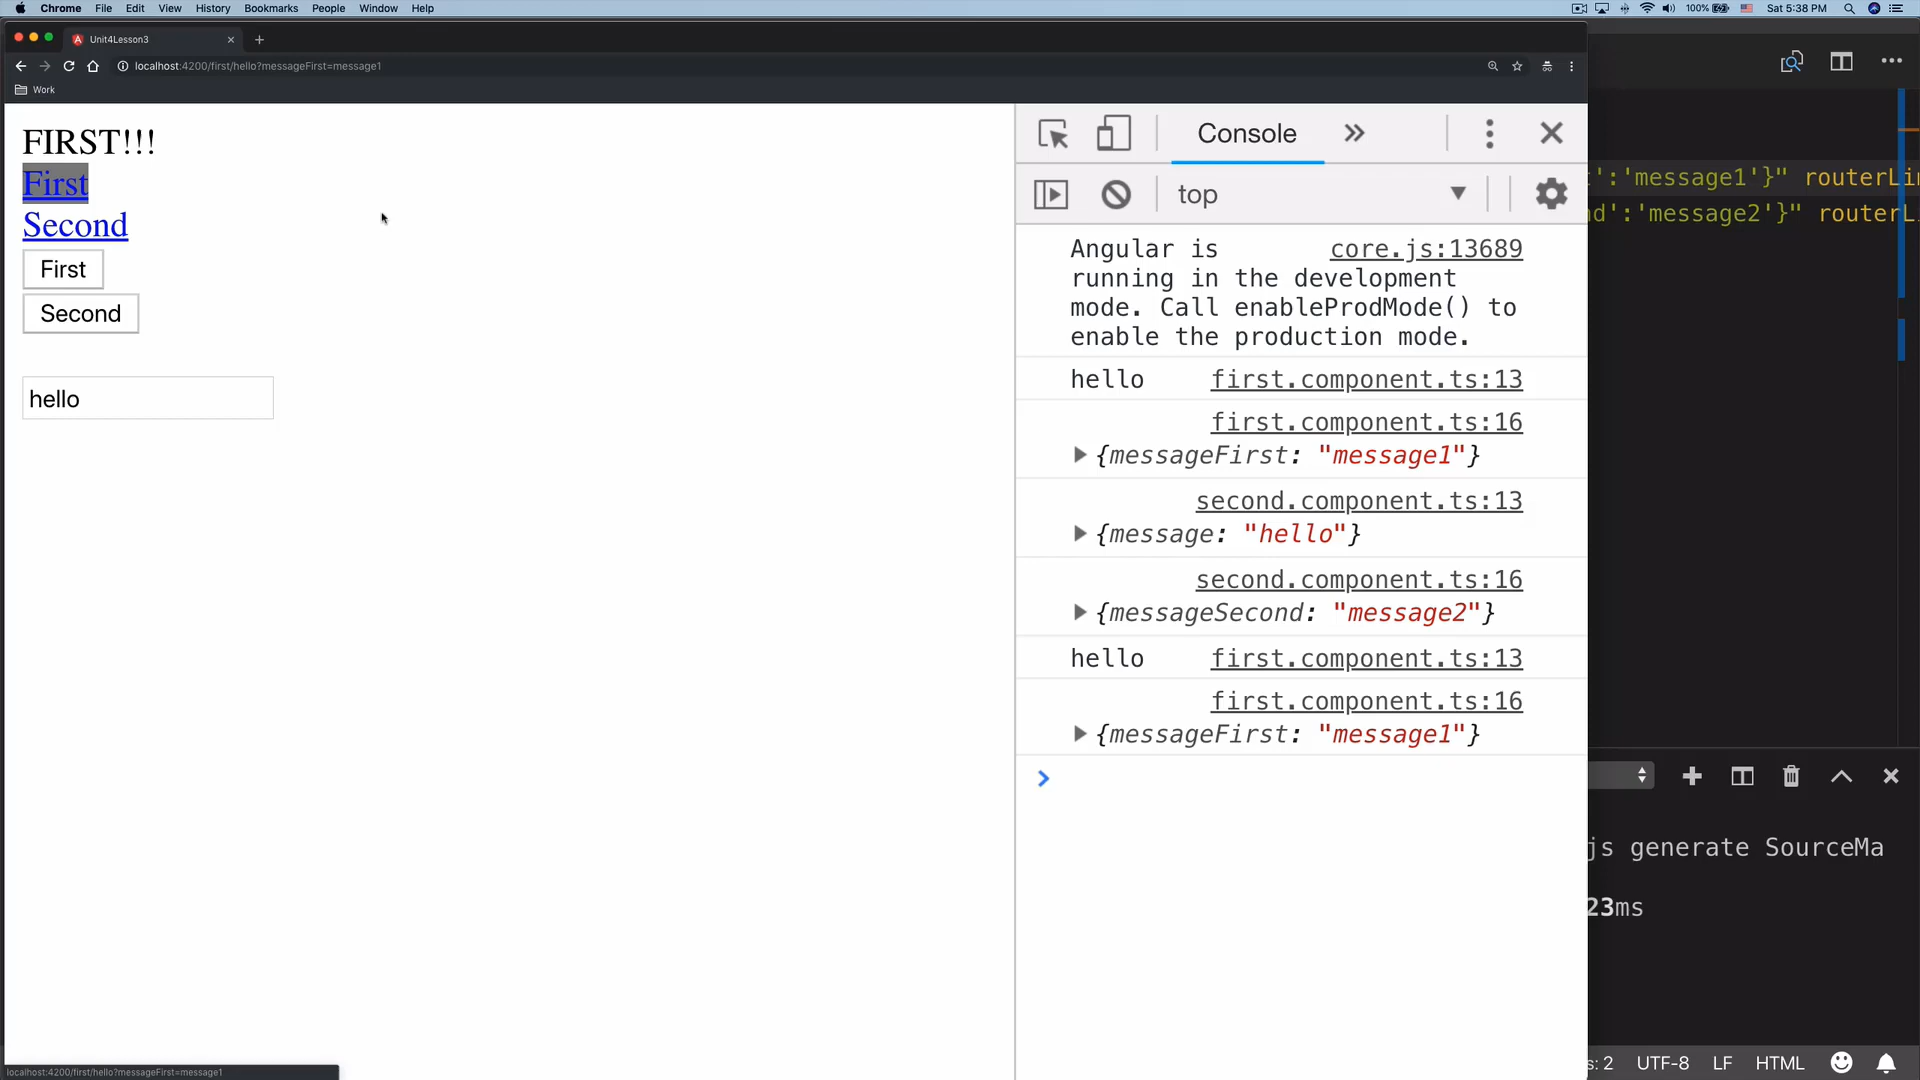 Chrome File Edit View History Bookmarks People Window Help 100% Sat 5:38 PM
Unit4Lesson3
localhost:4200/first/hello?messageFirst=message1
Work
FIRST!!!
First
Second
First
Second
hello
Console
top
Angular is core.js:13689
running in the development
mode. Call enableProdMode() to
enable the production mode.
hello first.component.ts:13
first.component.ts:16
{messageFirst: "message1"}
second.component.ts:13
{message: "hello"}
second.component.ts:16
{messageSecond: "message2"}
hello first.component.ts:13
first.component.ts:16
{messageFirst: "message1"}
':'message1'}" routerLin
d':'message2'}" routerL
js generate SourceMa
23ms
s: 2 UTF-8 LF HTML
localhost:4200/first/hello?messageFirst=message1